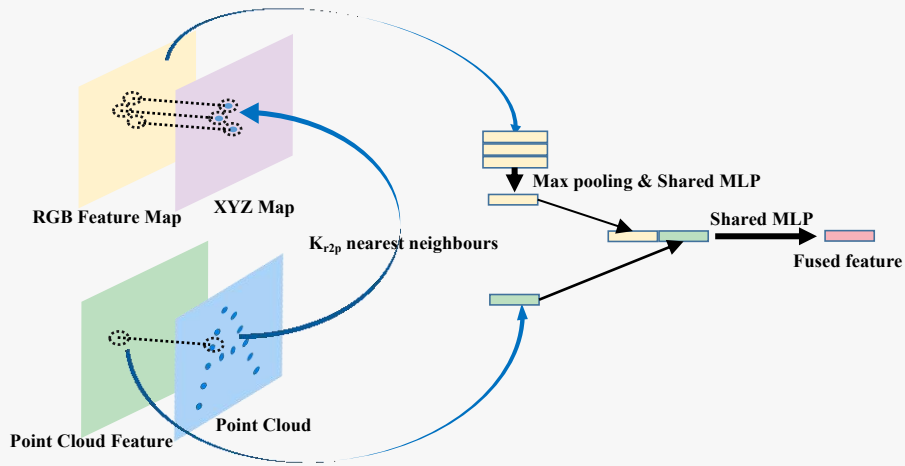 RGB Feature Map
XYZ Map
Max pooling & Shared MLP
Shared MLP
K_r2p nearest neighbours
Fused feature
Point Cloud
Point Cloud Feature